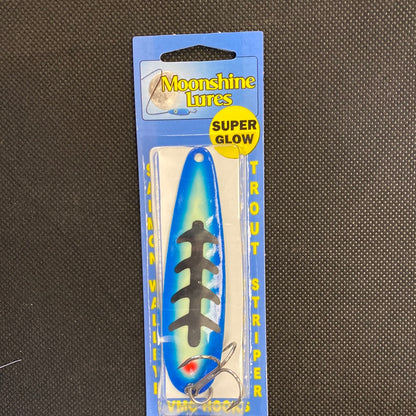 Moonshine
Lures
SUPER
GLOW
SALMON WALLEYE
TROUT STRIPER
VMC HOOKS